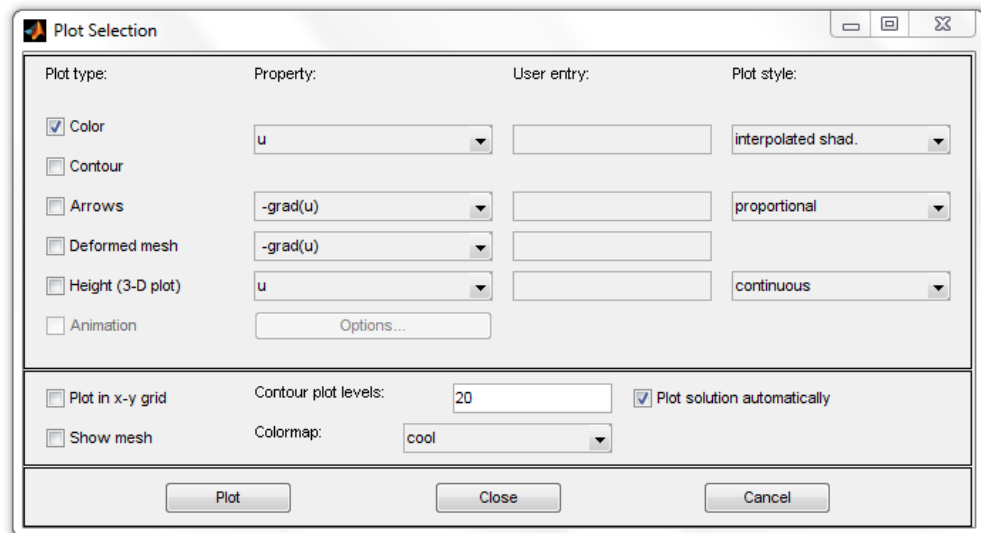 Plot Selection
Plot type: Property: User entry: Plot style:
Color
u interpolated shad.
Contour
Arrows -grad(u) proportional
Deformed mesh -grad(u)
Height (3-D plot) u continuous
Animation Options...
Plot in x-y grid Contour plot levels: 20 Plot solution automatically
Show mesh Colormap: cool
Plot Close Cancel